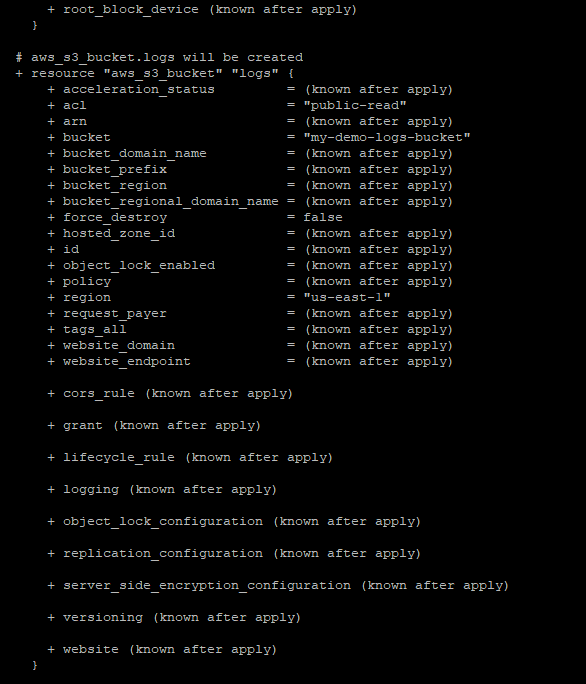 + root_block_device (known after apply)
}
# aws_s3_bucket.logs will be created
+ resource "aws_s3_bucket" "logs" {
+ acceleration_status = (known after apply)
+ acl = "public-read"
+ arn = (known after apply)
+ bucket = "my-demo-logs-bucket"
+ bucket_domain_name = (known after apply)
+ bucket_prefix = (known after apply)
+ bucket_region = (known after apply)
+ bucket_regional_domain_name = (known after apply)
+ force_destroy = false
+ hosted_zone_id = (known after apply)
+ id = (known after apply)
+ object_lock_enabled = (known after apply)
+ policy = (known after apply)
+ region = "us-east-1"
+ request_payer = (known after apply)
+ tags_all = (known after apply)
+ website_domain = (known after apply)
+ website_endpoint = (known after apply)
+ cors_rule (known after apply)
+ grant (known after apply)
+ lifecycle_rule (known after apply)
+ logging (known after apply)
+ object_lock_configuration (known after apply)
+ replication_configuration (known after apply)
+ server_side_encryption_configuration (known after apply)
+ versioning (known after apply)
+ website (known after apply)
}